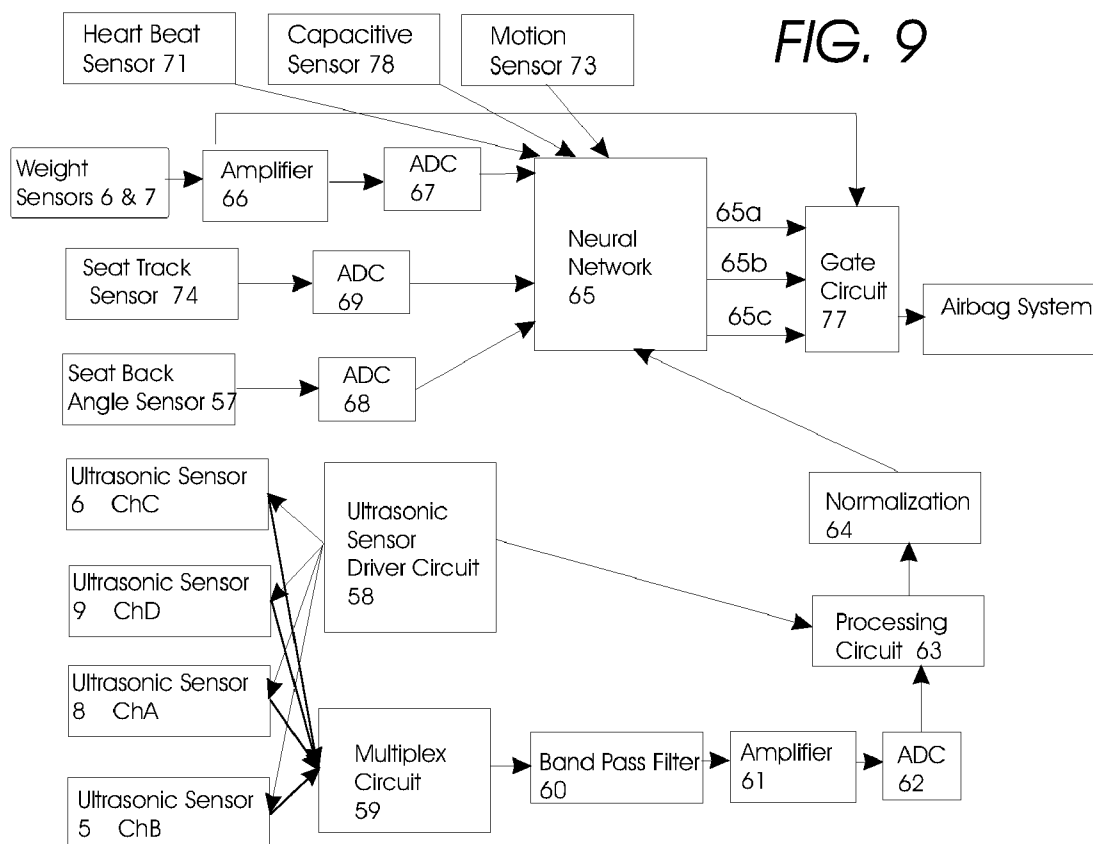 FIG. 9
Heart Beat
Sensor 71
Capacitive
Sensor 78
Motion
Sensor 73
Weight
Sensors 6 & 7
Amplifier
66
ADC
67
Neural
Network
65
65a
65b
65c
Gate
Circuit
77
Airbag System
Seat Track
Sensor 74
ADC
69
Seat Back
Angle Sensor 57
ADC
68
Ultrasonic Sensor
6 ChC
Ultrasonic Sensor
9 ChD
Ultrasonic Sensor
8 ChA
Ultrasonic Sensor
5 ChB
Ultrasonic
Sensor
Driver Circuit
58
Normalization
64
Processing
Circuit 63
Multiplex
Circuit
59
Band Pass Filter
60
Amplifier
61
ADC
62